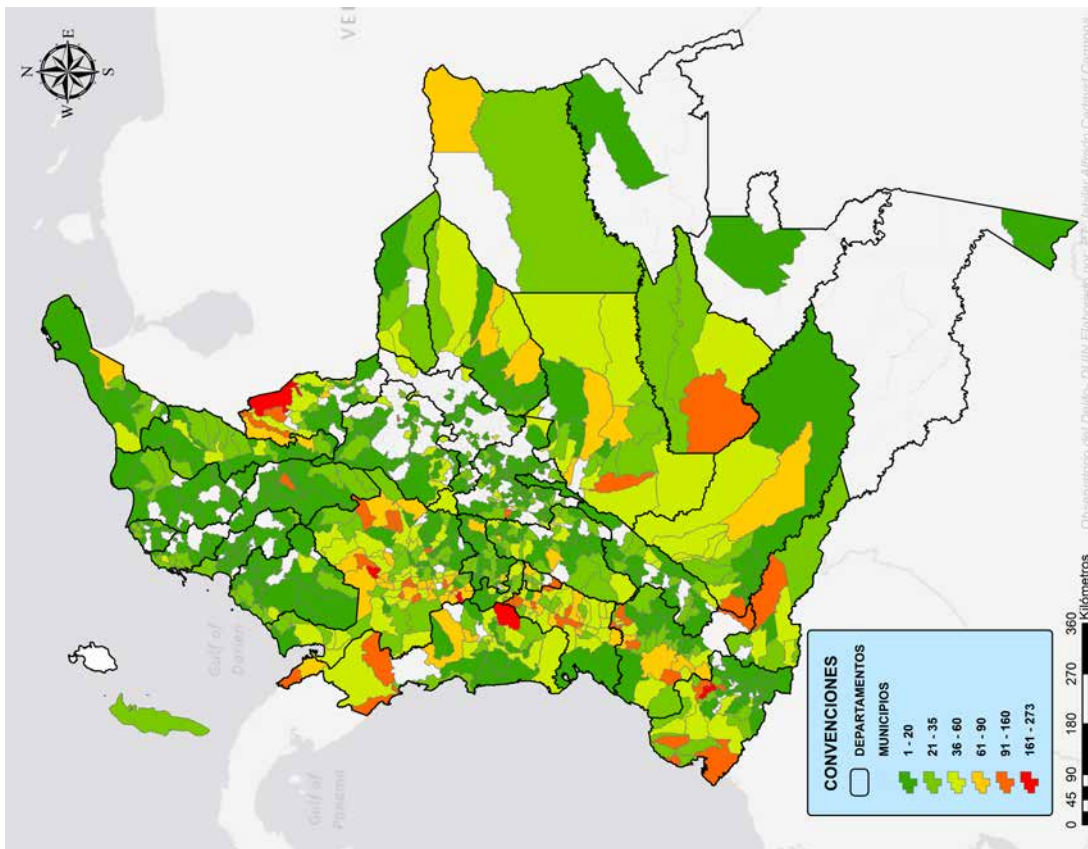 N
W E
S
VE
Gulf of
Darien
Gulf of
Panama
CONVENCIONES
DEPARTAMENTOS
MUNICIPIOS
1 - 20
21 - 35
36 - 60
61 - 90
91 - 160
161 - 273
0 45 90 180 270 360
Kilómetros